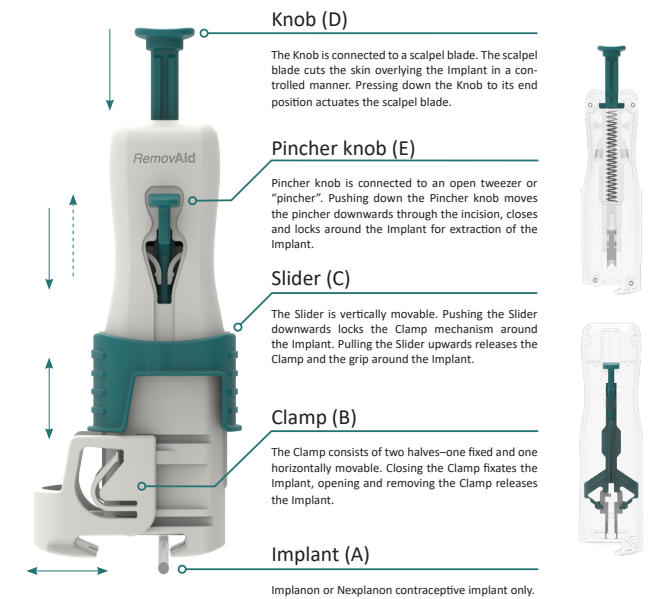 Knob (D)
The Knob is connected to a scalpel blade. The scalpel
blade cuts the skin overlying the Implant in a con-
trolled manner. Pressing down the Knob to its end
position actuates the scalpel blade.
RemovAid
Pincher knob (E)
Pincher knob is connected to an open tweezer or
“pincher”. Pushing down the Pincher knob moves
the pincher downwards through the incision, closes
and locks around the Implant for extraction of the
Implant.
Slider (C)
The Slider is vertically movable. Pushing the Slider
downwards locks the Clamp mechanism around
the Implant. Pulling the Slider upwards releases the
Clamp and the grip around the Implant.
Clamp (B)
The Clamp consists of two halves–one fixed and one
horizontally movable. Closing the Clamp fixates the
Implant, opening and removing the Clamp releases
the Implant.
Implant (A)
Implanon or Nexplanon contraceptive implant only.